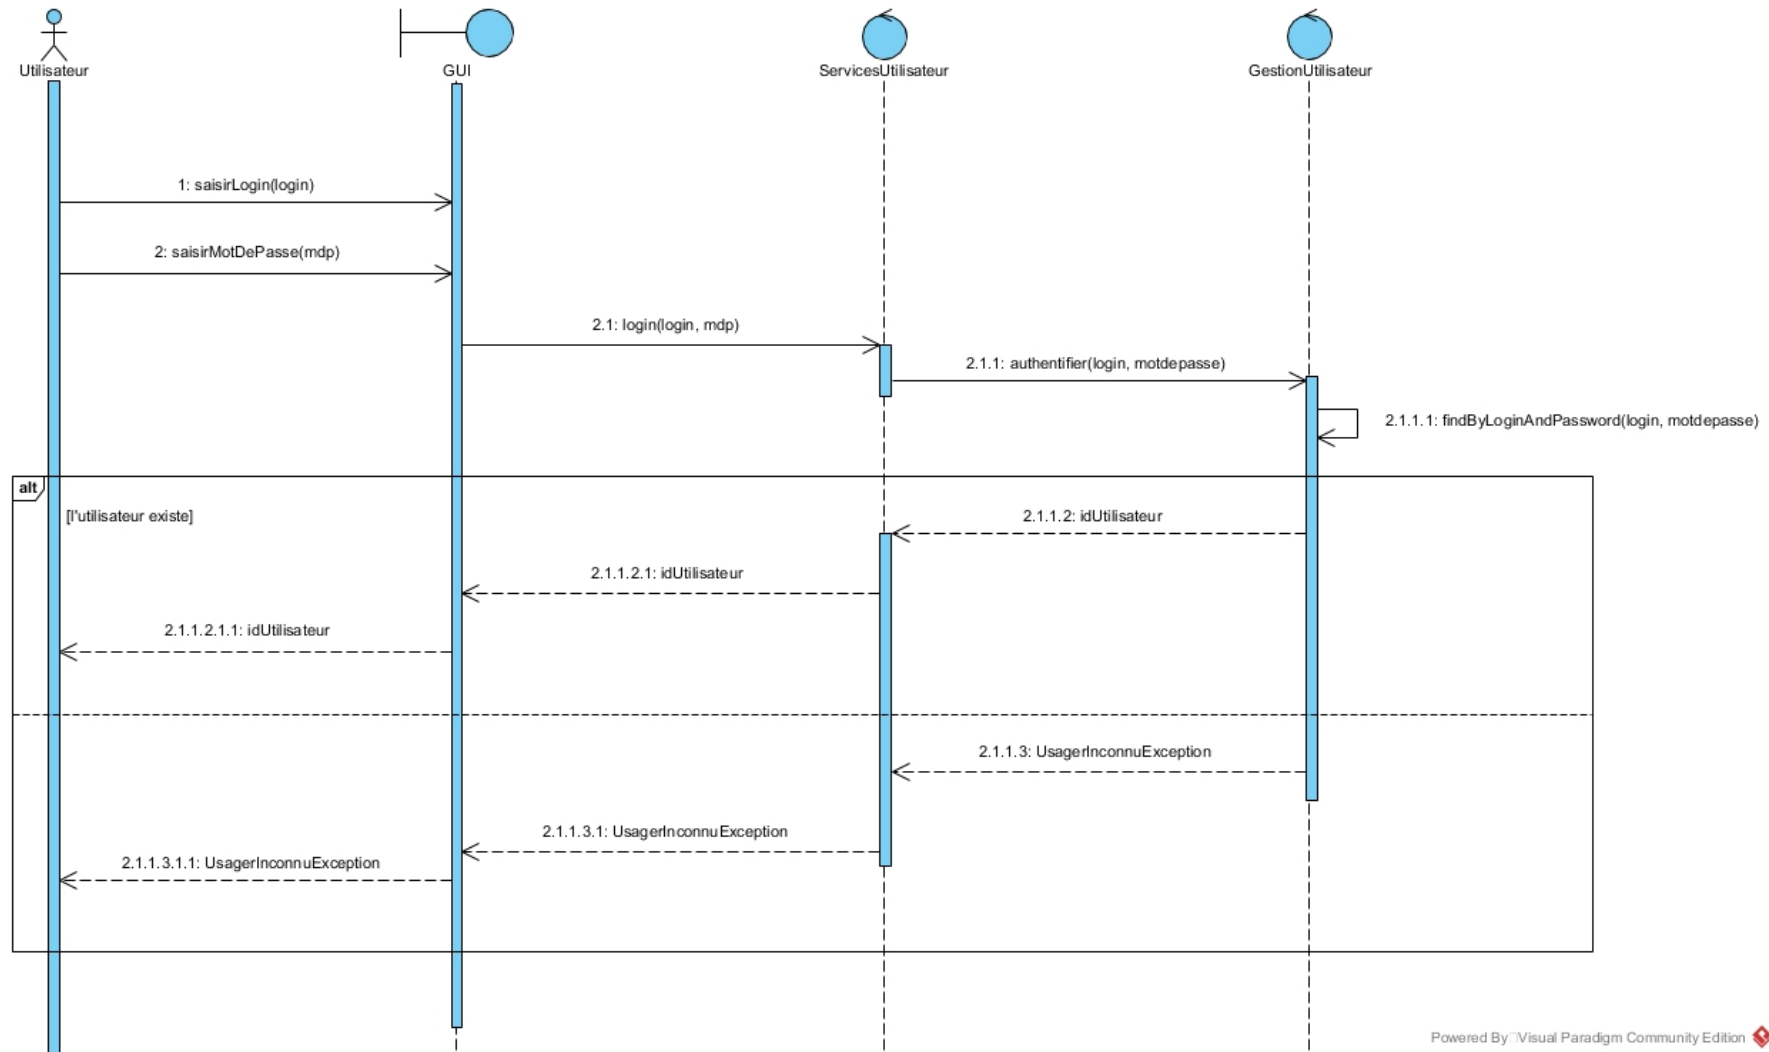 Utilisateur
GUI
ServicesUtilisateur
GestionUtilisateur
1: saisirLogin(login)
2: saisirMotDePasse(mdp)
2.1: login(login, mdp)
2.1.1: authentifier(login, motdepasse)
2.1.1.1: findByLoginAndPassword(login, motdepasse)
alt
[l'utilisateur existe]
2.1.1.2: idUtilisateur
2.1.1.2.1: idUtilisateur
2.1.1.2.1.1: idUtilisateur
2.1.1.3: UsagerInconnuException
2.1.1.3.1: UsagerInconnuException
2.1.1.3.1.1: UsagerInconnuException
Powered By Visual Paradigm Community Edition